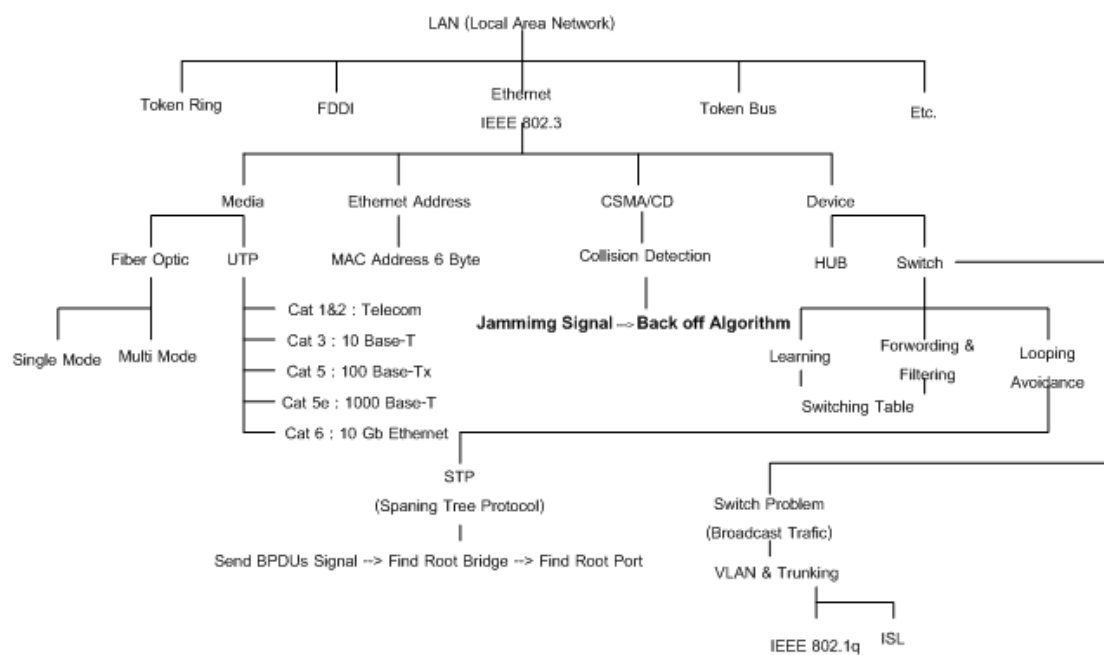 LAN (Local Area Network)
Token Ring
FDDI
Ethernet
IEEE 802.3
Token Bus
Etc.
Media
Ethernet Address
CSMA/CD
Device
Fiber Optic
UTP
MAC Address 6 Byte
Collision Detection
HUB
Switch
Cat 1&2 : Telecom
Cat 3 : 10 Base-T
Cat 5 : 100 Base-Tx
Cat 5e : 1000 Base-T
Cat 6 : 10 Gb Ethernet
Single Mode
Multi Mode
Jammimg Signal --> Back off Algorithm
Learning
Forwording &
Filtering
Looping
Avoidance
Switching Table
STP
(Spaning Tree Protocol)
Send BPDUs Signal --> Find Root Bridge --> Find Root Port
Switch Problem
(Broadcast Trafic)
VLAN & Trunking
IEEE 802.1q
ISL